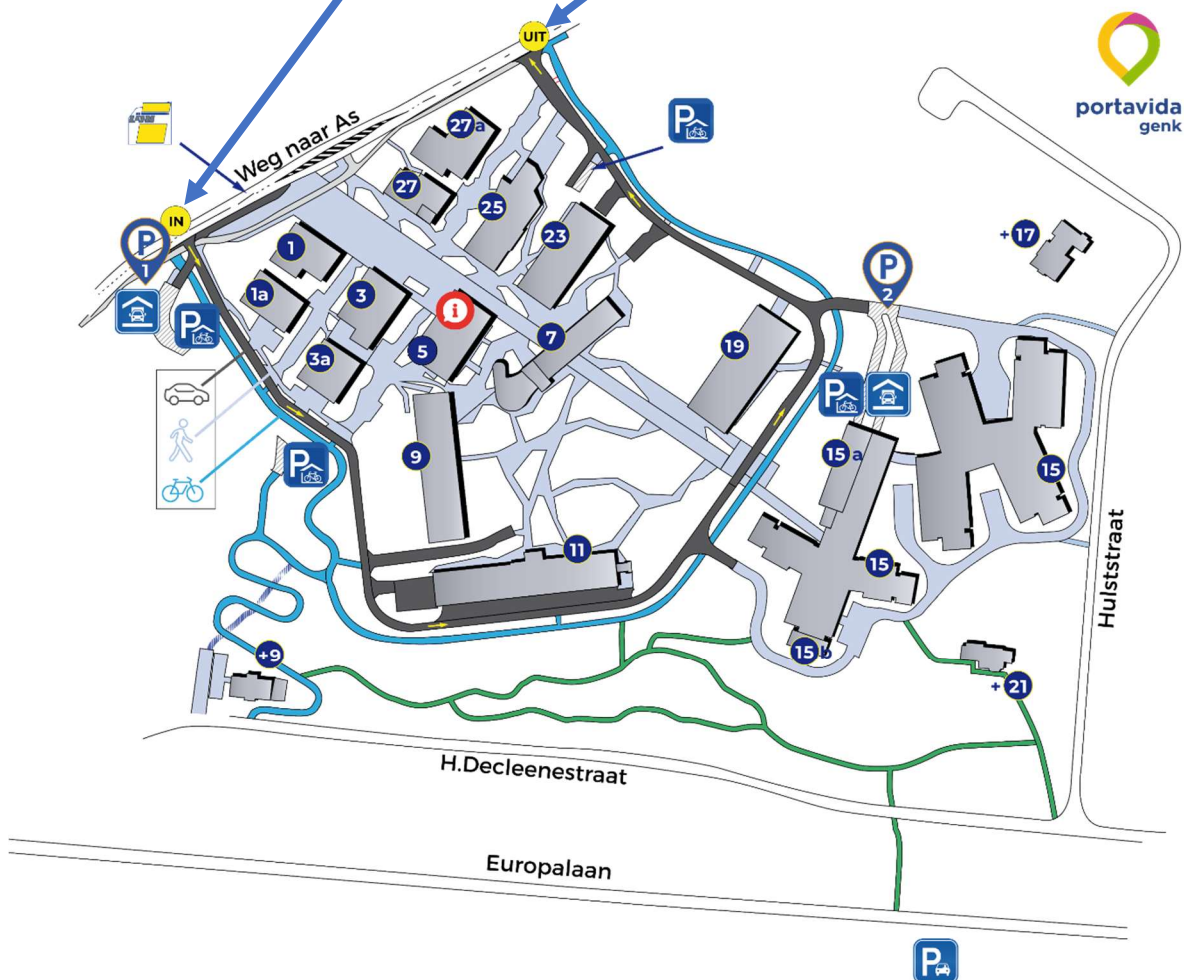 UIT
portavida
genk
27a
P
Weg naar As
27
IN
25
P
1
23
+17
1
P
2
1a
3
i
P
7
5
19
3a
P
9
15a
15
P
11
15
Hulststraat
+9
15b
+21
H.Decleenestraat
Europalaan
P